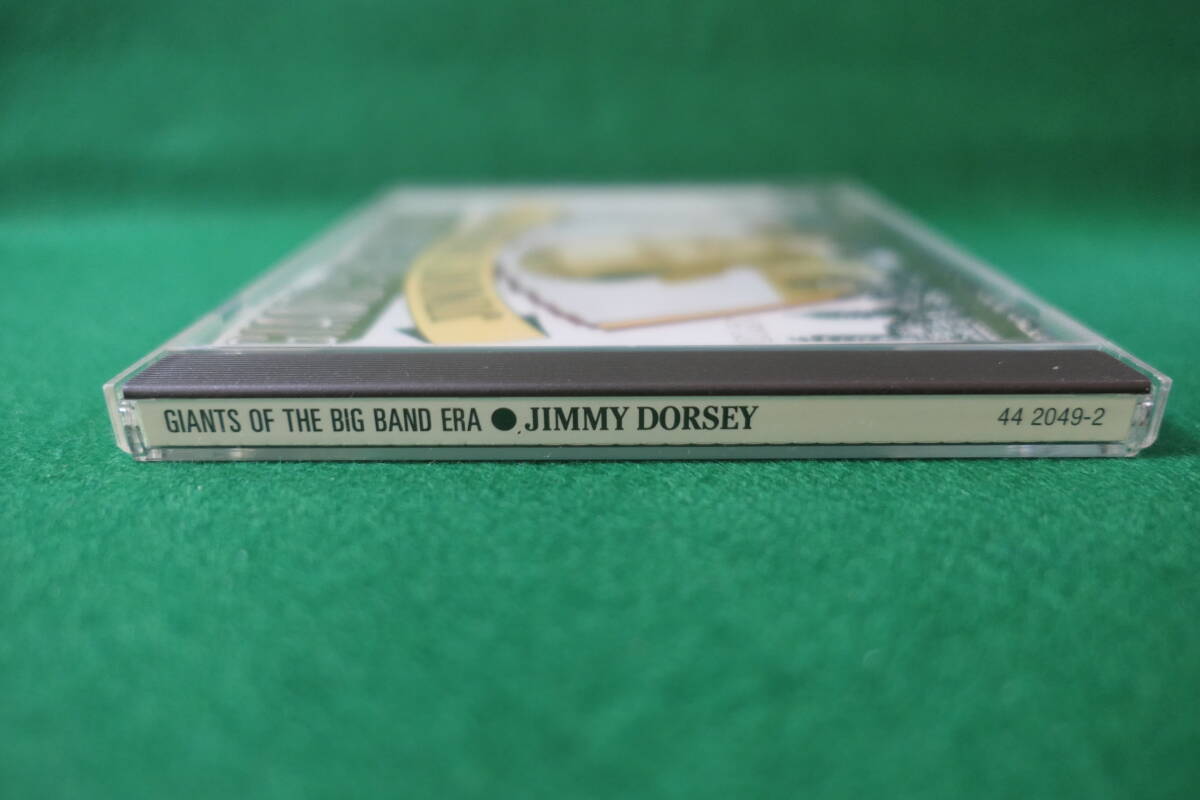 GIANTS OF THE BIG BAND ERA ● JIMMY DORSEY 44 2049-2